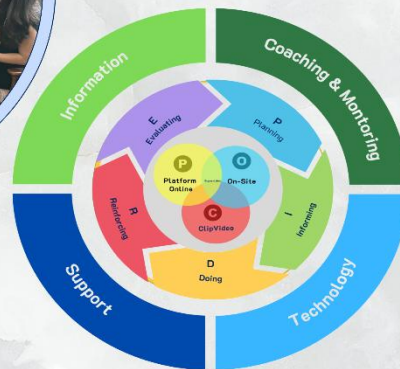 Information
Coaching & Montoring
E
Evaluating
P
Planning
P
Platform
Online
O
On-Site
I
Informing
R
Reinforcing
C
ClipVideo
D
Doing
Support
Technology